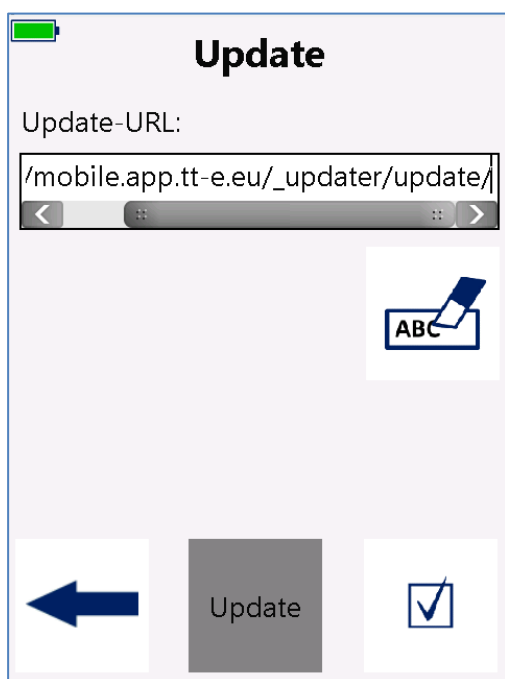 Update
Update-URL:
/mobile.app.tt-e.eu/_updater/update/
ABC
Update